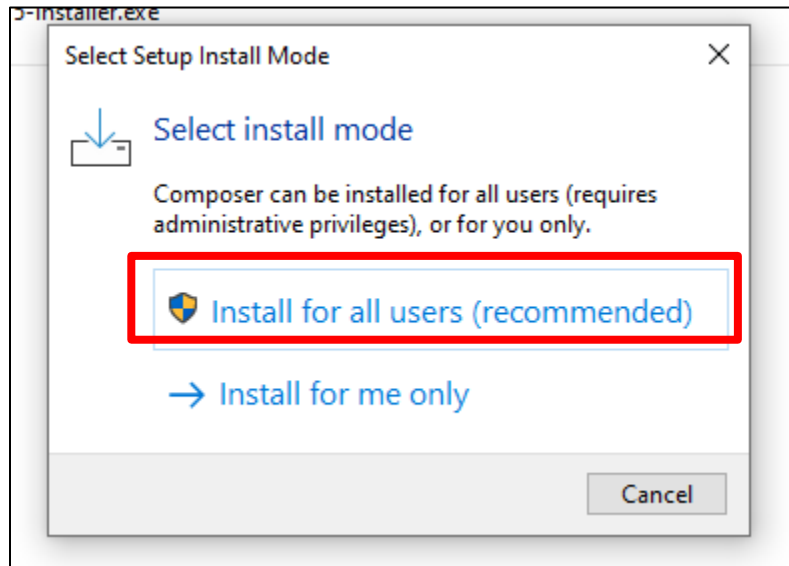 -installer.exe
Select Setup Install Mode
Select install mode
Composer can be installed for all users (requires
administrative privileges), or for you only.
Install for all users (recommended)
Install for me only
Cancel